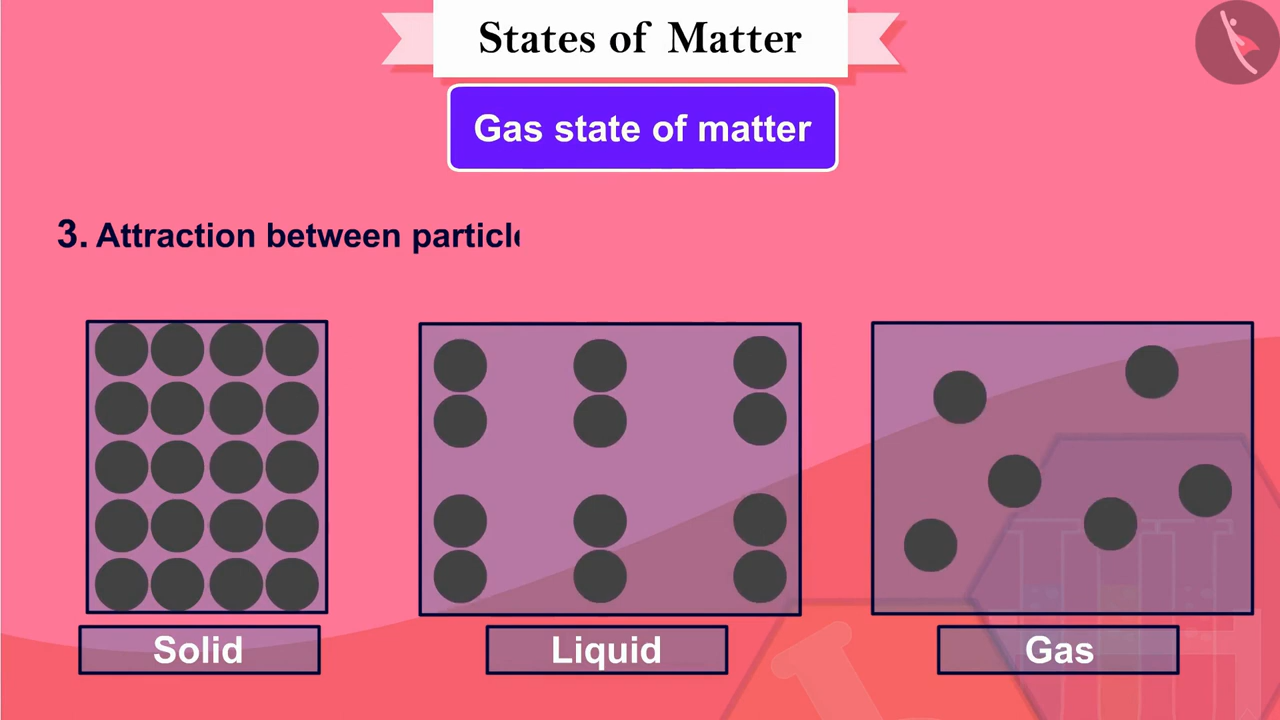 States of Matter
Gas state of matter
3. Attraction between particl
Solid
Liquid
Gas